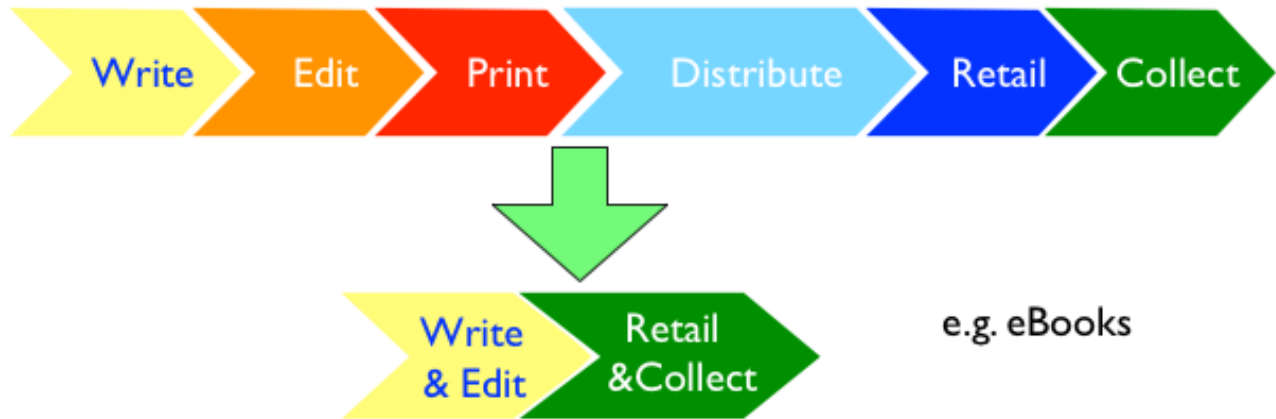 Write Edit Print Distribute Retail Collect
Write
& Edit
Retail
&Collect
e.g. eBooks